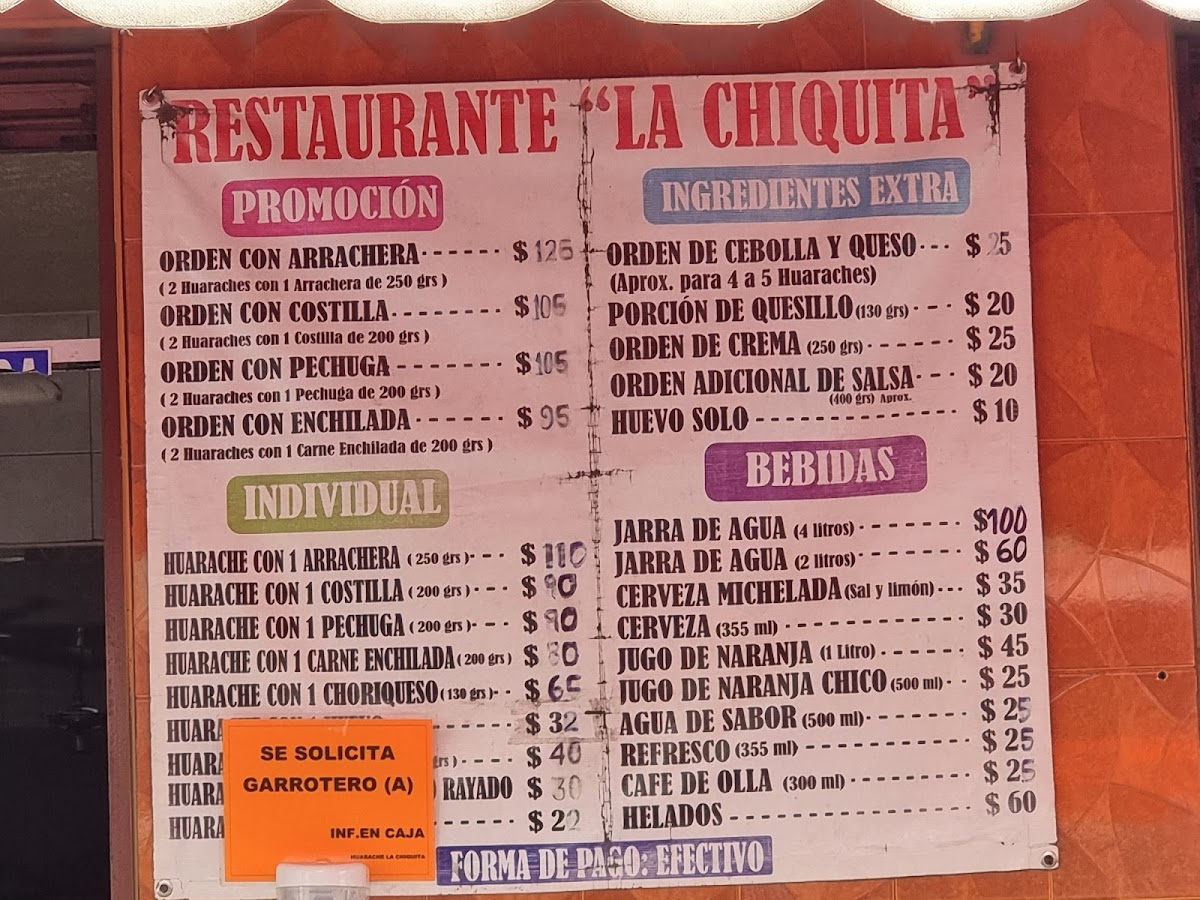 RESTAURANTE “LA CHIQUITA”
PROMOCIÓN
ORDEN CON ARRACHERA------ $ 125
( 2 Huaraches con 1 Arrachera de 250 grs )
ORDEN CON COSTILLA-------- $ 105
( 2 Huaraches con 1 Costilla de 200 grs )
ORDEN CON PECHUGA ------- $ 105
( 2 Huaraches con 1 Pechuga de 200 grs )
ORDEN CON ENCHILADA ------ $ 95
( 2 Huaraches con 1 Carne Enchilada de 200 grs )
INDIVIDUAL
HUARACHE CON 1 ARRACHERA ( 250 grs )--- $ 110
HUARACHE CON 1 COSTILLA ( 200 grs )--- $ 90
HUARACHE CON 1 PECHUGA ( 200 grs )--- $ 90
HUARACHE CON 1 CARNE ENCHILADA ( 200 grs ) $ 80
HUARACHE CON 1 CHORIQUESO ( 130 grs )-- $ 65
HUARA ------ $ 32
HUARA grs ) ---- $ 40
HUARA RAYADO $ 30
HUARA ----- $ 22
SE SOLICITA
GARROTERO (A)
INF.EN CAJA
HUARACHE LA CHIQUITA
INGREDIENTES EXTRA
ORDEN DE CEBOLLA Y QUESO--- $ 25
(Aprox. para 4 a 5 Huaraches)
PORCIÓN DE QUESILLO (130 grs)--- $ 20
ORDEN DE CREMA (250 grs) ------ $ 25
ORDEN ADICIONAL DE SALSA--- $ 20
(400 grs) Aprox.
HUEVO SOLO -------------- $ 10
BEBIDAS
JARRA DE AGUA (4 litros)------- $100
JARRA DE AGUA (2 litros)------- $ 60
CERVEZA MICHELADA (Sal y limón)--- $ 35
CERVEZA (355 ml) ------------ $ 30
JUGO DE NARANJA (1 Litro)------ $ 45
JUGO DE NARANJA CHICO (500 ml)-- $ 25
AGUA DE SABOR (500 ml)-------- $ 25
REFRESCO (355 ml) ----------- $ 25
CAFE DE OLLA (300 ml) -------- $ 25
HELADOS ----------------- $ 60
FORMA DE PAGO: EFECTIVO